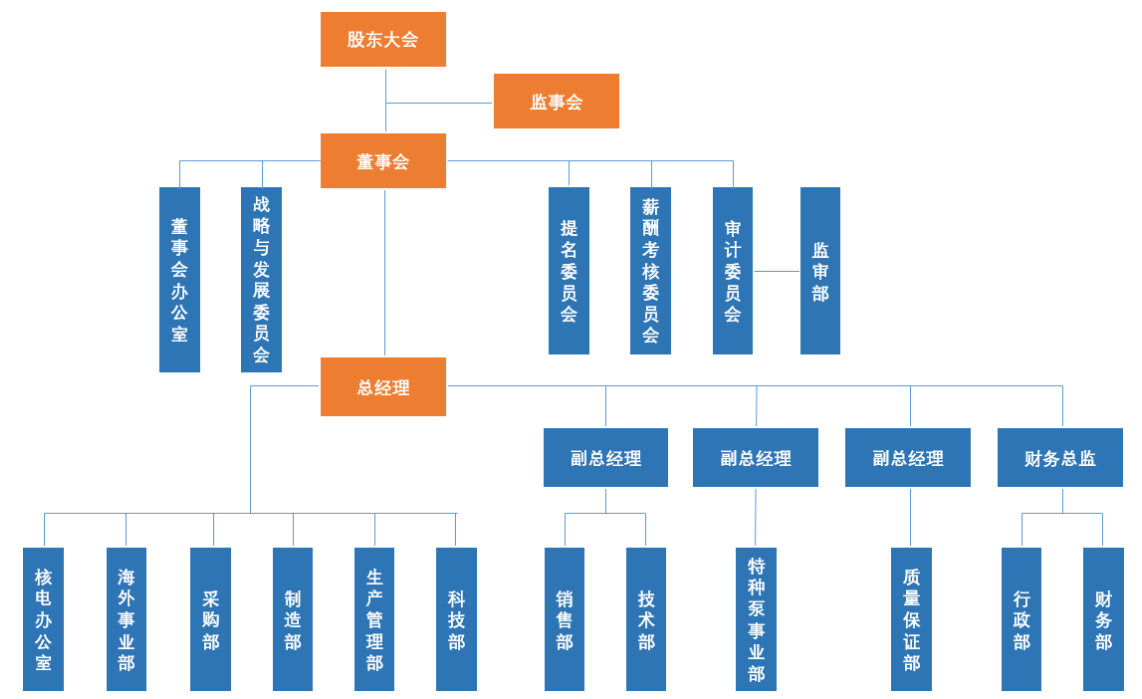 股东大会
监事会
董事会
董事会办公室
战略与发展委员会
提名委员会
薪酬考核委员会
审计委员会
监审部
总经理
副总经理
副总经理
副总经理
财务总监
核电办公室
海外事业部
采购部
制造部
生产管理部
科技部
销售部
技术部
特种泵事业部
质量保证部
行政部
财务部